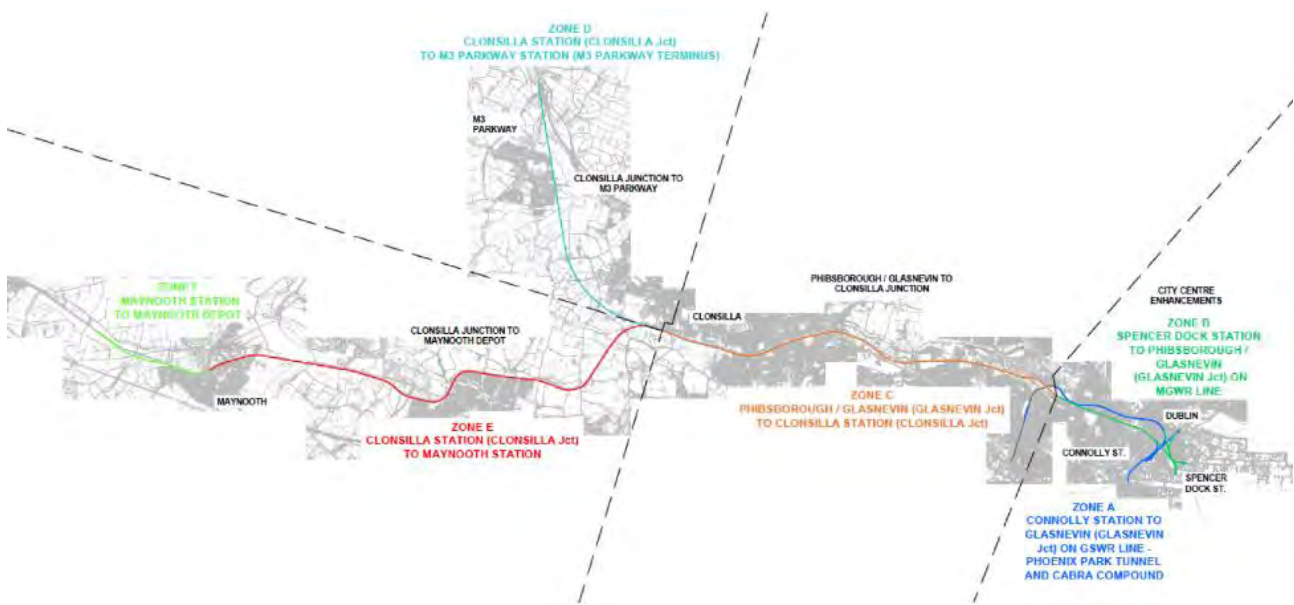 ZONE D
CLONSILLA STATION (CLONSILLA Jct)
TO M3 PARKWAY STATION (M3 PARKWAY TERMINUS)
M3
PARKWAY
CLONSILLA JUNCTION TO
M3 PARKWAY
PHIBSBOROUGH / GLASNEVIN TO
CLONSILLA JUNCTION
CITY CENTRE
ENHANCEMENTS
ZONE F
MAYNOOTH STATION
TO MAYNOOTH DEPOT
CLONSILLA JUNCTION TO
MAYNOOTH DEPOT
CLONSILLA
ZONE B
SPENCER DOCK STATION
TO PHIBSBOROUGH /
GLASNEVIN
(GLASNEVIN Jct) ON
MGWR LINE
MAYNOOTH
ZONE E
CLONSILLA STATION (CLONSILLA Jct)
TO MAYNOOTH STATION
ZONE C
PHIBSBOROUGH / GLASNEVIN (GLASNEVIN Jct)
TO CLONSILLA STATION (CLONSILLA Jct)
DUBLIN
CONNOLLY ST.
SPENCER
DOCK ST.
ZONE A
CONNOLLY STATION TO
GLASNEVIN (GLASNEVIN
Jct) ON GSWR LINE -
PHOENIX PARK TUNNEL
AND CABRA COMPOUND